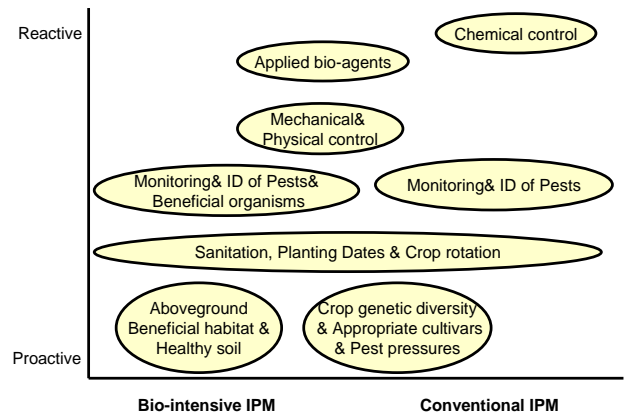 Reactive
Chemical control
Applied bio-agents
Mechanical&
Physical control
Monitoring& ID of Pests&
Beneficial organisms
Monitoring& ID of Pests
Sanitation, Planting Dates & Crop rotation
Aboveground
Beneficial habitat &
Healthy soil
Crop genetic diversity
& Appropriate cultivars
& Pest pressures
Proactive
Bio-intensive IPM
Conventional IPM